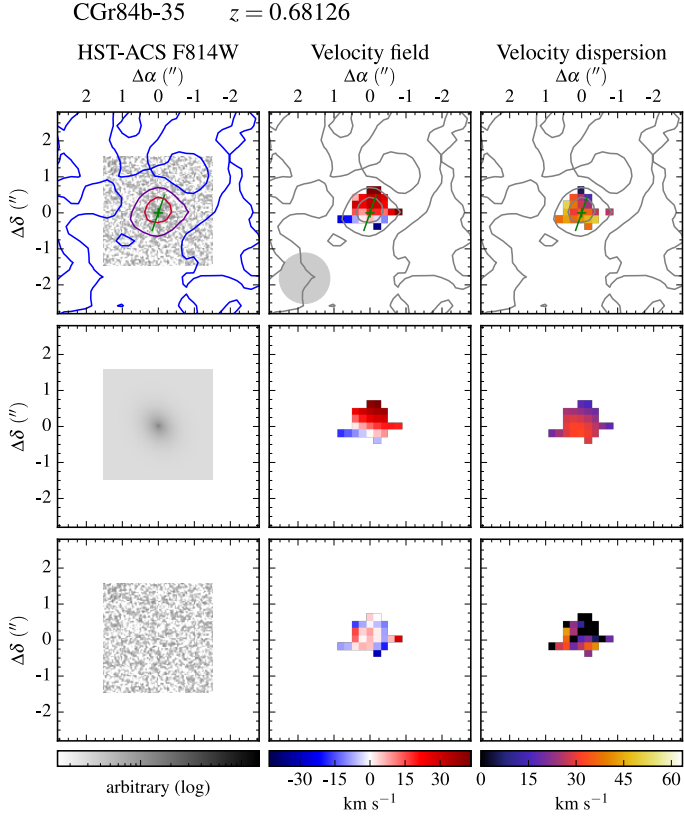 CGr84b-35 z = 0.68126
HST-ACS F814W Velocity field Velocity dispersion
Δα (″) Δα (″) Δα (″)
2 1 0 -1 -2 2 1 0 -1 -2 2 1 0 -1 -2
Δδ (″)
2
1
0
-1
-2
Δδ (″)
2
1
0
-1
-2
Δδ (″)
2
1
0
-1
-2
-30 -15 0 15 30 0 15 30 45 60
arbitrary (log) km s⁻¹ km s⁻¹